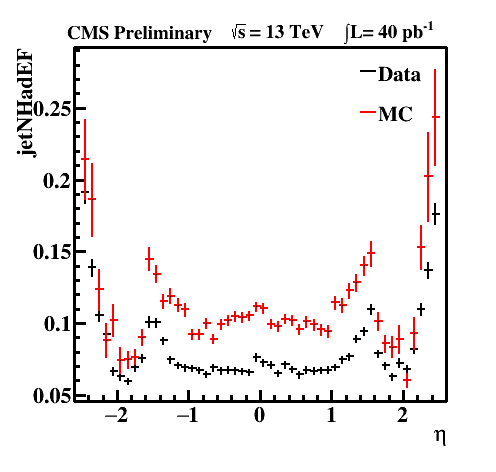 CMS Preliminary √s = 13 TeV ∫L= 40 pb⁻¹
jetNHadEF
Data
MC
0.25
0.2
0.15
0.1
0.05
−2 −1 0 1 2
η